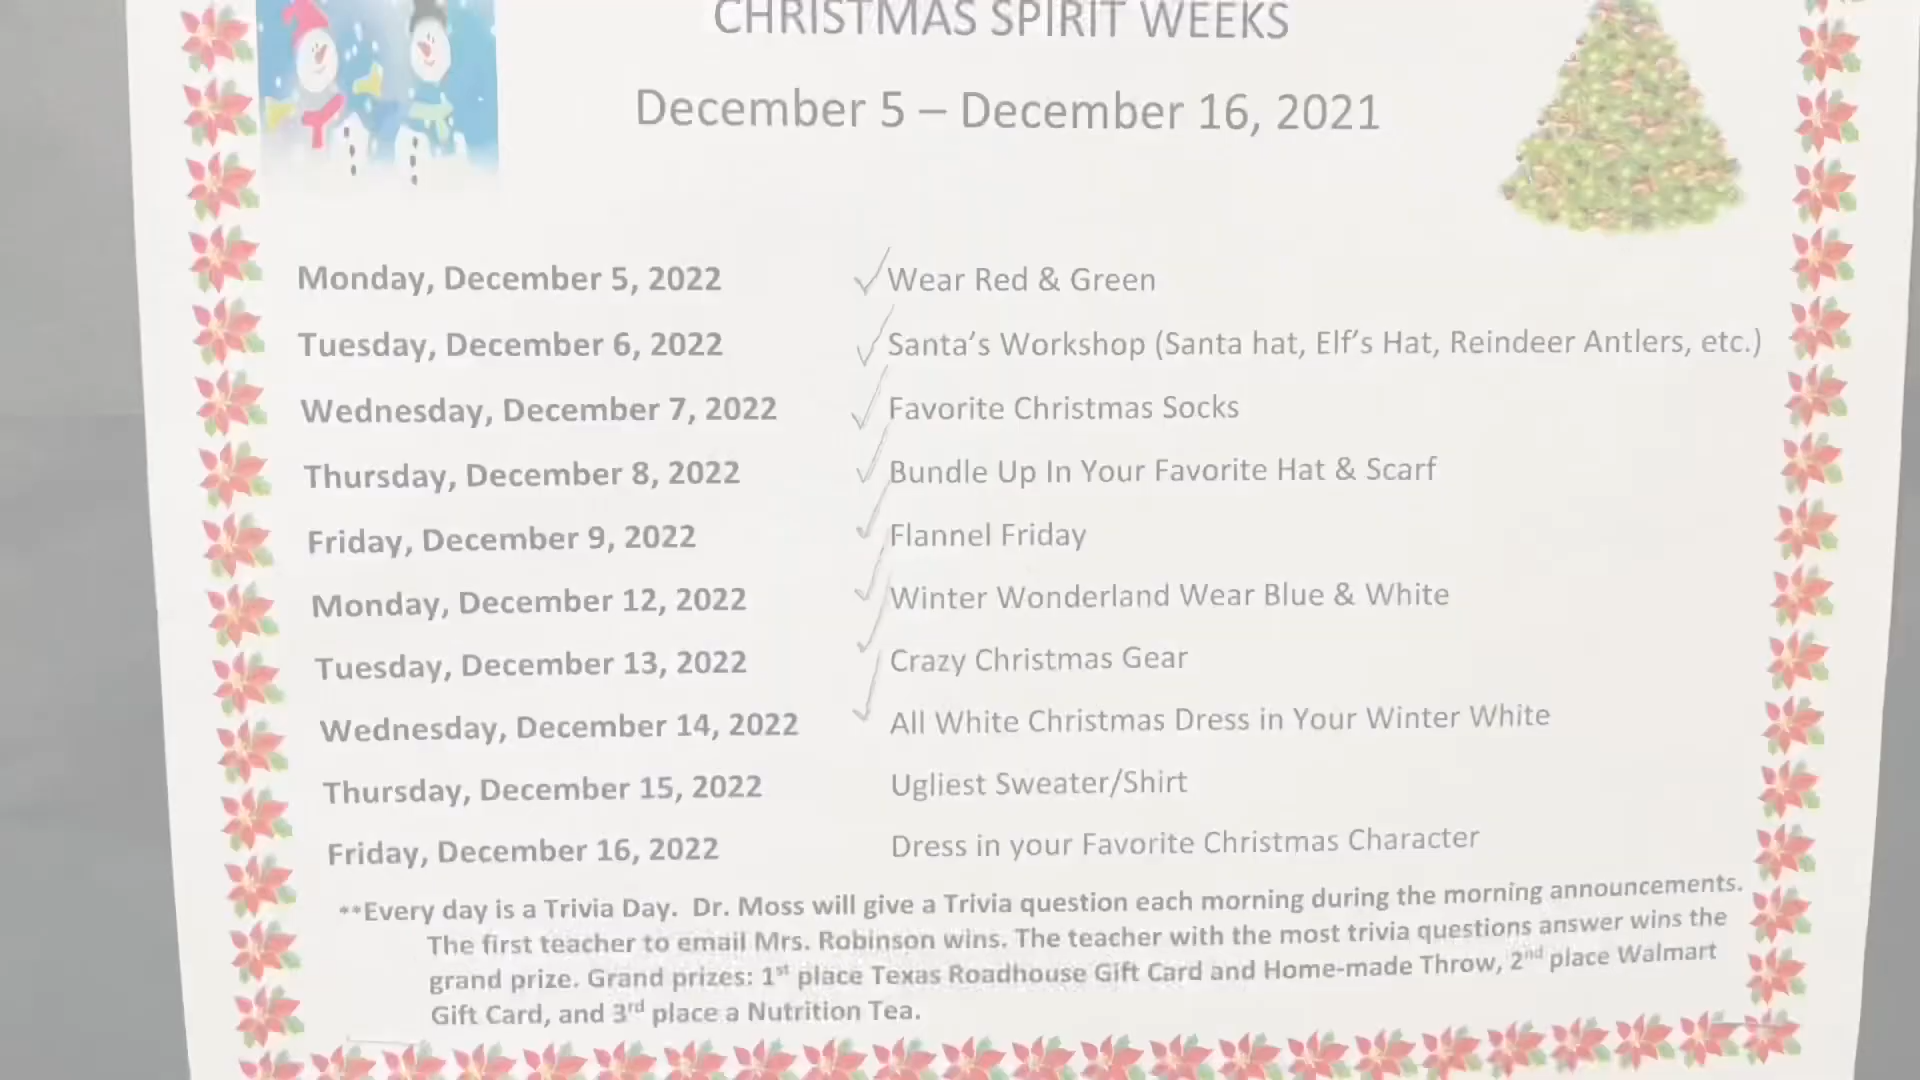 CHRISTMAS SPIRIT WEEKS
December 5 – December 16, 2021
Monday, December 5, 2022 Wear Red & Green
Tuesday, December 6, 2022 Santa’s Workshop (Santa hat, Elf’s Hat, Reindeer Antlers, etc.)
Wednesday, December 7, 2022 Favorite Christmas Socks
Thursday, December 8, 2022 Bundle Up In Your Favorite Hat & Scarf
Friday, December 9, 2022 Flannel Friday
Monday, December 12, 2022 Winter Wonderland Wear Blue & White
Tuesday, December 13, 2022 Crazy Christmas Gear
Wednesday, December 14, 2022 All White Christmas Dress in Your Winter White
Thursday, December 15, 2022 Ugliest Sweater/Shirt
Friday, December 16, 2022 Dress in your Favorite Christmas Character
**Every day is a Trivia Day. Dr. Moss will give a Trivia question each morning during the morning announcements.
The first teacher to email Mrs. Robinson wins. The teacher with the most trivia questions answer wins the
grand prize. Grand prizes: 1st place Texas Roadhouse Gift Card and Home-made Throw, 2nd place Walmart
Gift Card, and 3rd place a Nutrition Tea.